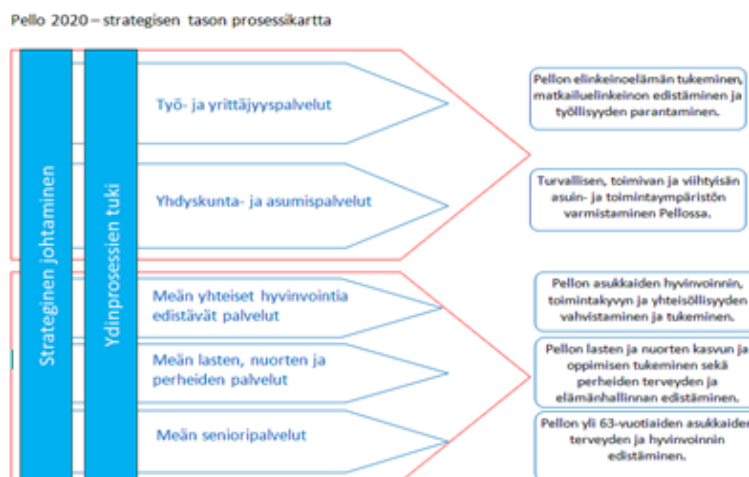 Pello 2020 – strategisen tason prosessikartta
Strateginen johtaminen
Ydinprosessien tuki
Työ- ja yrittäjyyspalvelut
Pellon elinkeinoelämän tukeminen,
matkailuelinkeinon edistäminen ja
työllisyyden parantaminen.
Yhdyskunta- ja asumispalvelut
Turvallisen, toimivan ja viihtyisän
asuin- ja toimintaympäristön
varmistaminen Pellossa.
Meän yhteiset hyvinvointia
edistävät palvelut
Pellon asukkaiden hyvinvoinnin,
toimintakyvyn ja yhteisöllisyyden
vahvistaminen ja tukeminen.
Meän lasten, nuorten ja
perheiden palvelut
Pellon lasten ja nuorten kasvun ja
oppimisen tukeminen sekä
perheiden terveyden ja
elämänhallinnan edistäminen.
Meän senioripalvelut
Pellon yli 63-vuotiaiden asukkaiden
terveyden ja hyvinvoinnin
edistäminen.